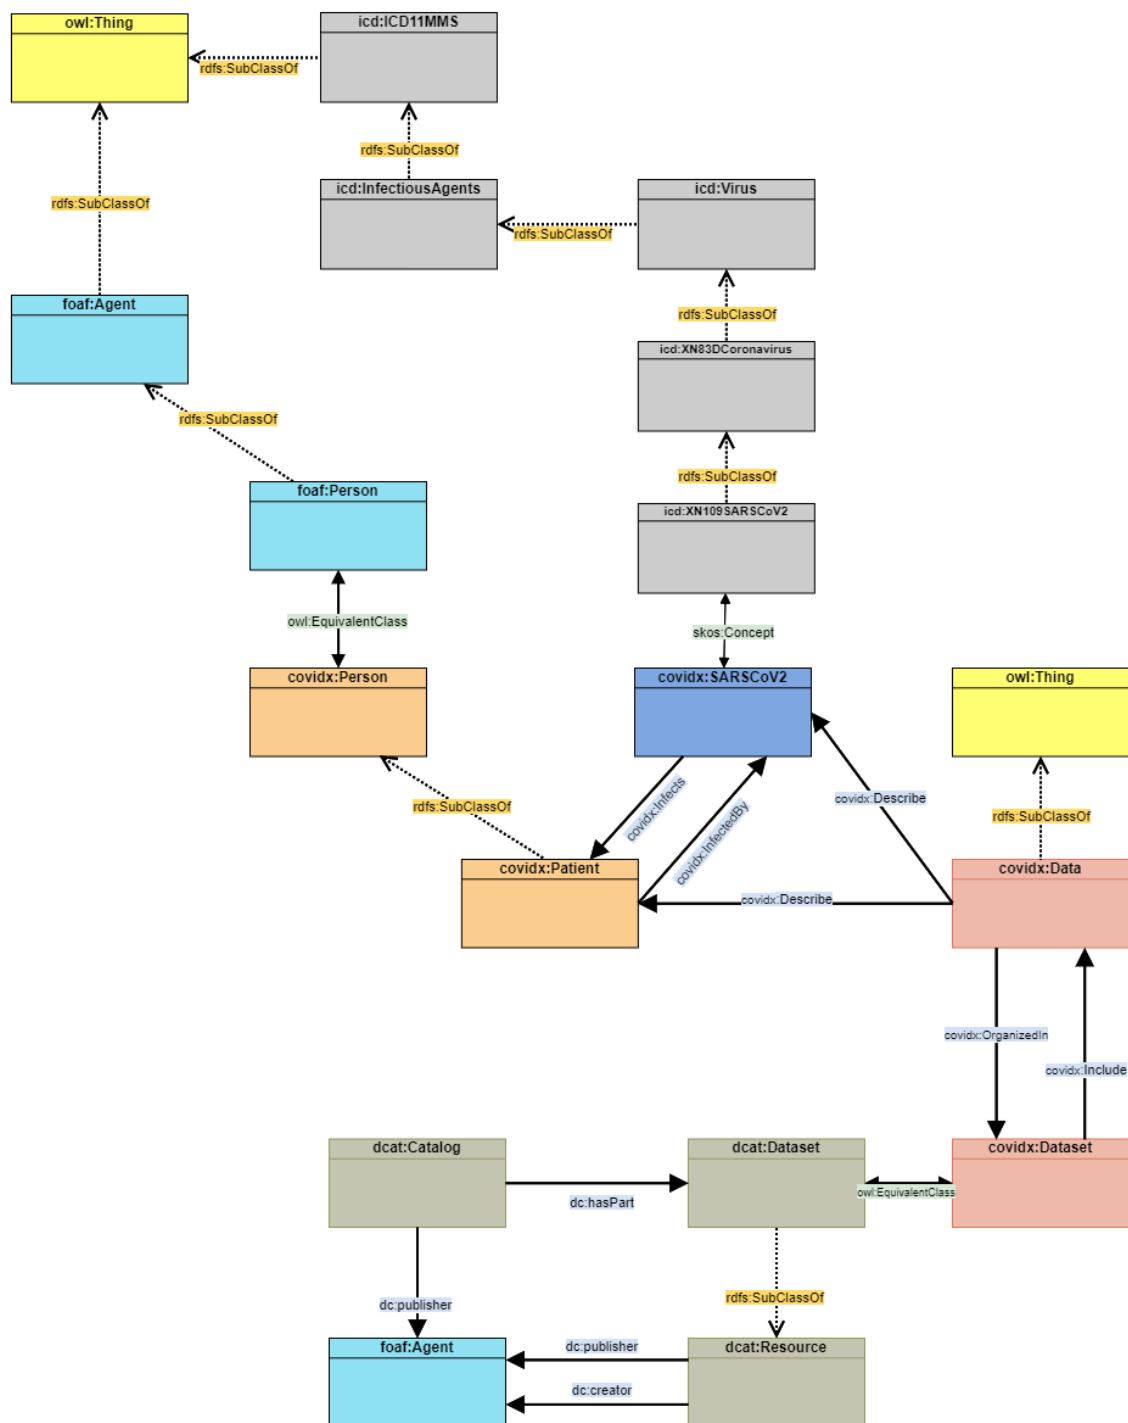 owl:Thing
icd:ICD11MMS
rdfs:SubClassOf
rdfs:SubClassOf
icd:InfectiousAgents
icd:Virus
rdfs:SubClassOf
rdfs:SubClassOf
foaf:Agent
rdfs:SubClassOf
icd:XN83DCoronavirus
rdfs:SubClassOf
rdfs:SubClassOf
foaf:Person
icd:XN109SARSCoV2
owl:EquivalentClass
skos:Concept
covidx:Person
covidx:SARSCoV2
owl:Thing
rdfs:SubClassOf
covidx:Infects
covidx:InfectedBy
covidx:Describe
rdfs:SubClassOf
covidx:Patient
covidx:Data
covidx:Describe
covidx:OrganizedIn
covidx:Include
dcat:Catalog
dcat:Dataset
covidx:Dataset
dc:hasPart
owl:EquivalentClass
dc:publisher
rdfs:SubClassOf
foaf:Agent
dc:publisher
dcat:Resource
dc:creator